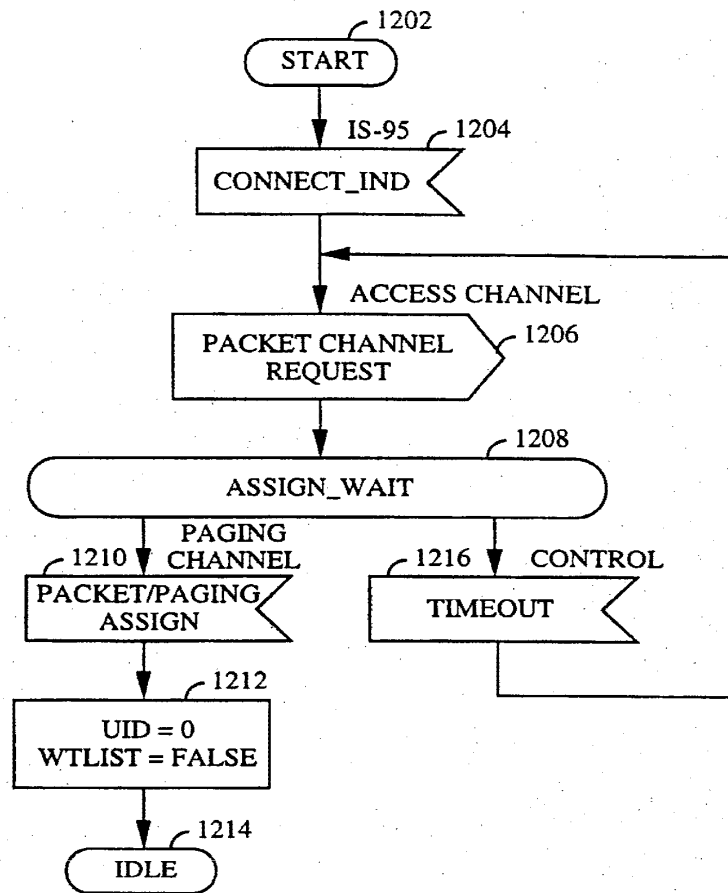 1202
START
IS-95
1204
CONNECT_IND
ACCESS CHANNEL
PACKET CHANNEL
REQUEST
1206
1208
ASSIGN_WAIT
PAGING
CHANNEL
1210
PACKET/PAGING
ASSIGN
1216
CONTROL
TIMEOUT
1212
UID = 0
WTLIST = FALSE
1214
IDLE